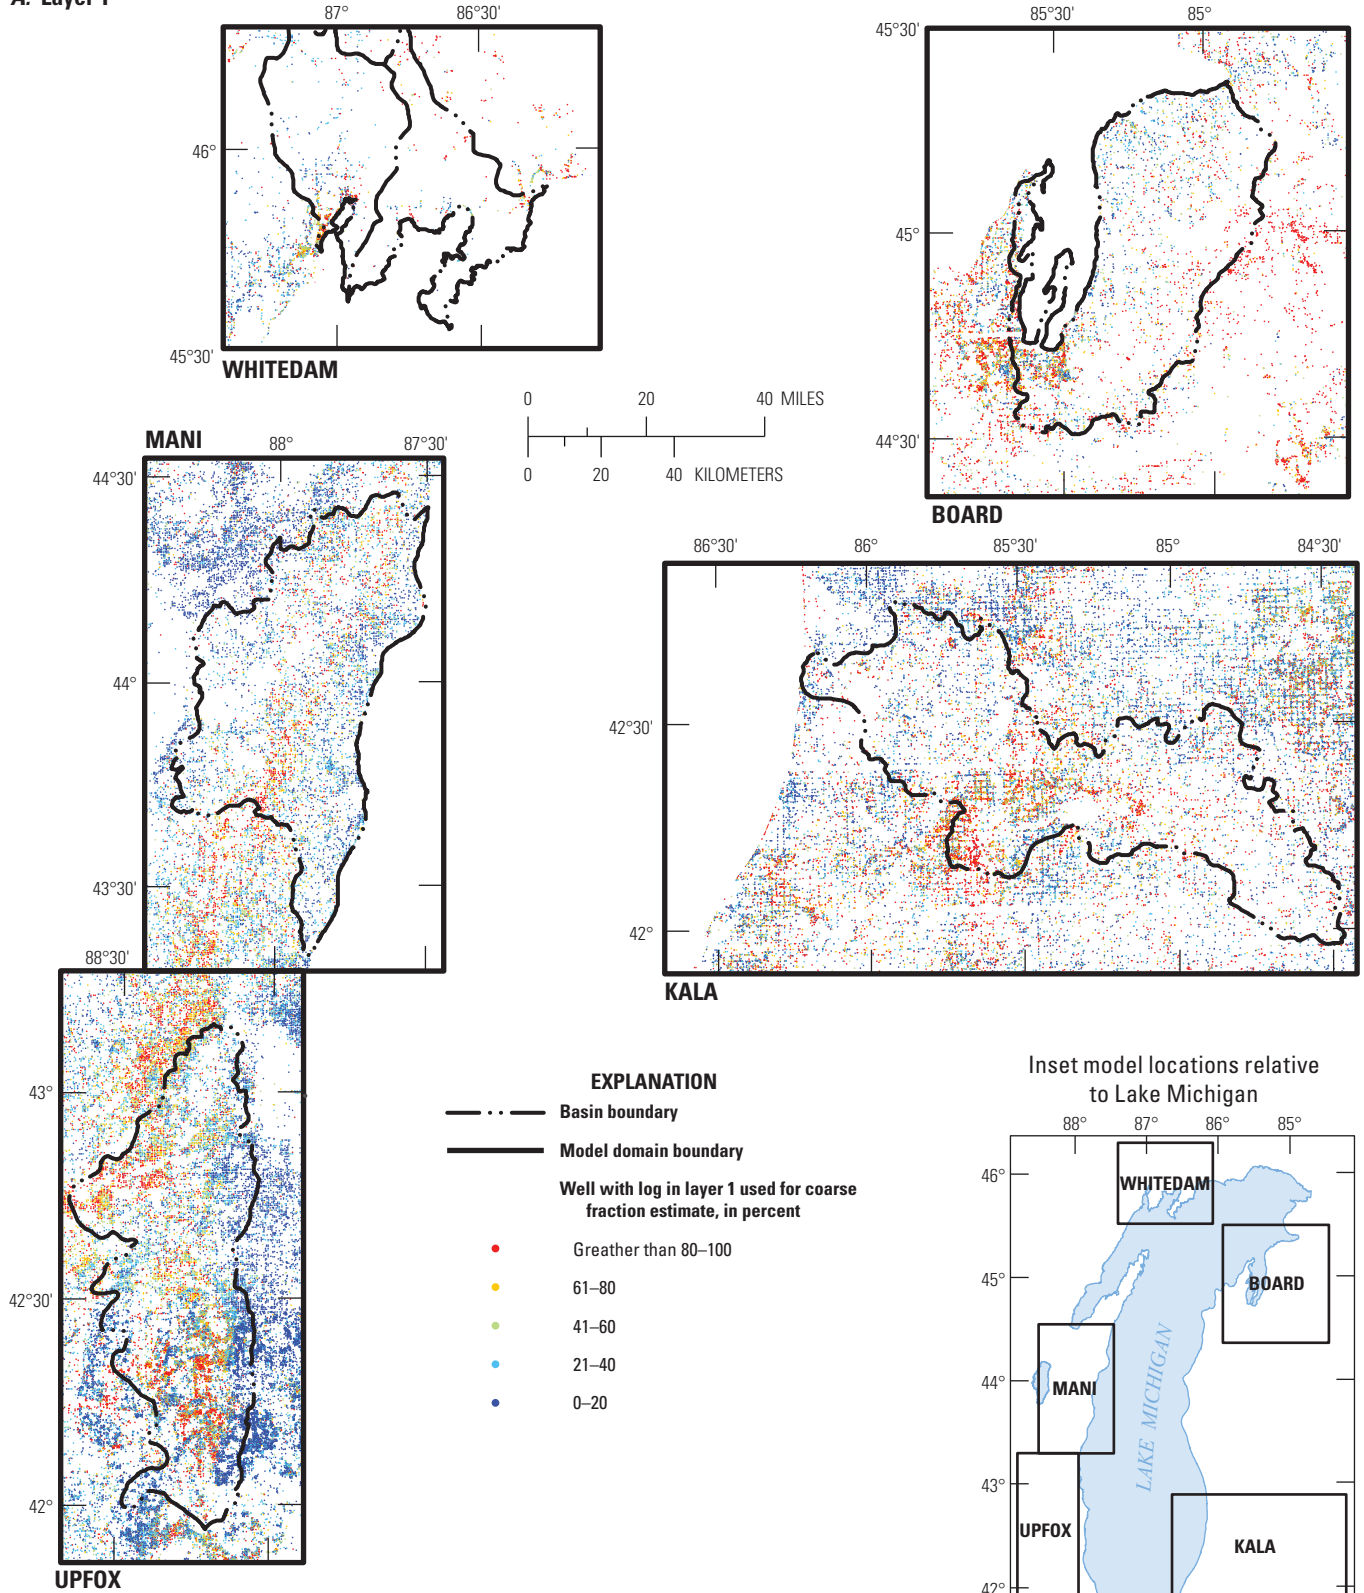 A. Layer 1
87°
86°30'
46°
45°30'
WHITEDAM
85°30'
85°
45°30'
45°
44°30'
BOARD
0
20
40 MILES
0
20
40 KILOMETERS
MANI
88°
87°30'
44°30'
44°
43°30'
86°30'
86°
85°30'
85°
84°30'
42°30'
42°
KALA
88°30'
43°
42°30'
42°
UPFOX
EXPLANATION
Basin boundary
Model domain boundary
Well with log in layer 1 used for coarse
fraction estimate, in percent
Greather than 80–100
61–80
41–60
21–40
0–20
Inset model locations relative
to Lake Michigan
88°
87°
86°
85°
46°
45°
44°
43°
42°
WHITEDAM
BOARD
MANI
LAKE MICHIGAN
UPFOX
KALA